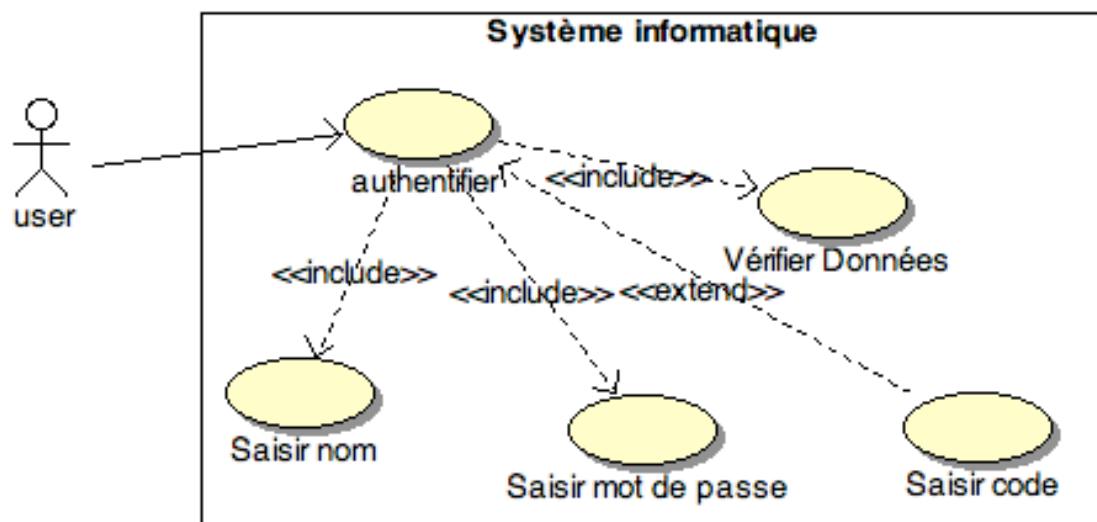 Système informatique
user
authentifier
<<include>>
Vérifier Données
<<include>>
<<include>>
<<extend>>
Saisir nom
Saisir mot de passe
Saisir code